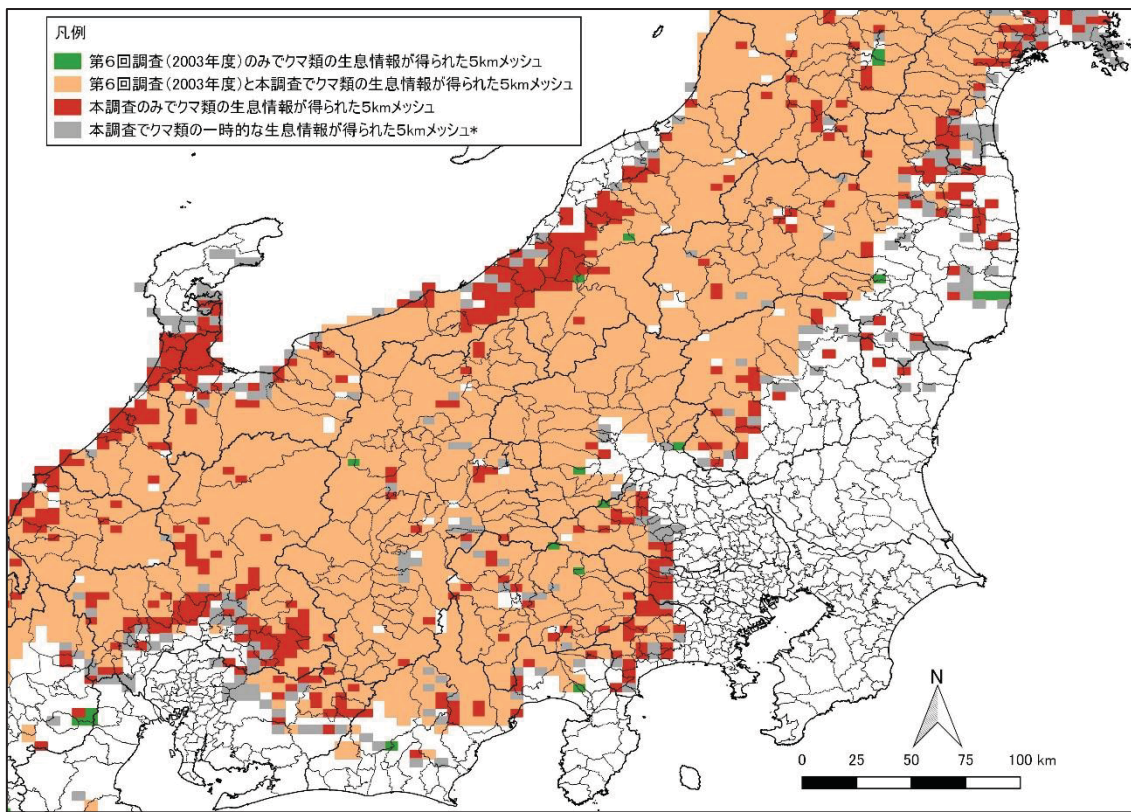 凡例
第6回調査(2003年度)のみでクマ類の生息情報が得られた5kmメッシュ
第6回調査(2003年度)と本調査でクマ類の生息情報が得られた5kmメッシュ
本調査のみでクマ類の生息情報が得られた5kmメッシュ
本調査でクマ類の一時的な生息情報が得られた5kmメッシュ*
N
0 25 50 75 100 km